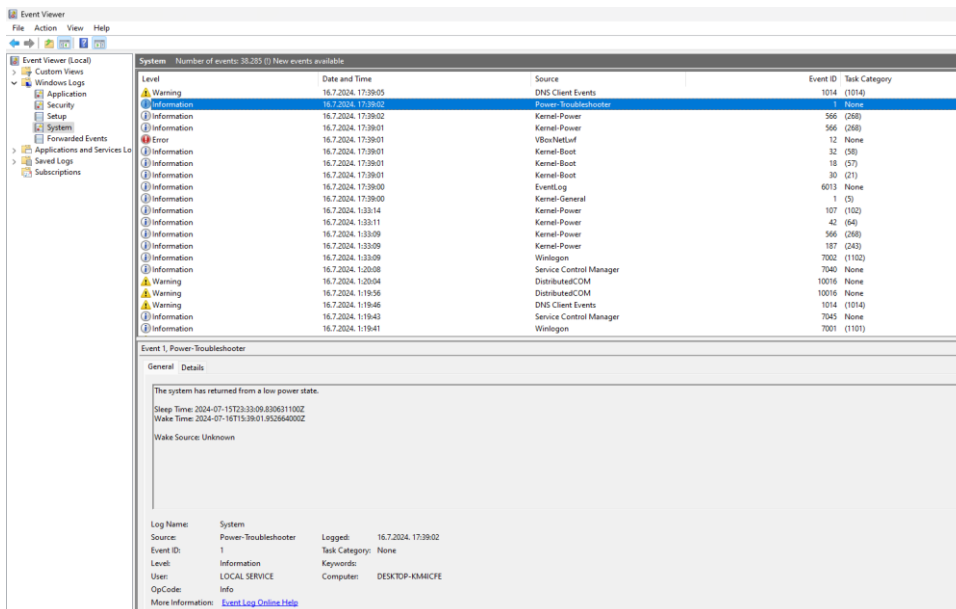 Event Viewer
File Action View Help
Event Viewer (Local)
Custom Views
Windows Logs
Application
Security
Setup
System
Forwarded Events
Applications and Services Lo
Saved Logs
Subscriptions
System Number of events: 38.285 (!) New events available
Level Date and Time Source Event ID Task Category
Warning 16.7.2024. 17:39:05 DNS Client Events 1014 (1014)
Information 16.7.2024. 17:39:02 Power-Troubleshooter 1 None
Information 16.7.2024. 17:39:02 Kernel-Power 566 (268)
Information 16.7.2024. 17:39:01 Kernel-Power 566 (268)
Error 16.7.2024. 17:39:01 VBoxNetLwf 12 None
Information 16.7.2024. 17:39:01 Kernel-Boot 32 (58)
Information 16.7.2024. 17:39:01 Kernel-Boot 18 (57)
Information 16.7.2024. 17:39:01 Kernel-Boot 30 (21)
Information 16.7.2024. 17:39:00 EventLog 6013 None
Information 16.7.2024. 17:39:00 Kernel-General 1 (5)
Information 16.7.2024. 1:33:14 Kernel-Power 107 (102)
Information 16.7.2024. 1:33:11 Kernel-Power 42 (64)
Information 16.7.2024. 1:33:09 Kernel-Power 566 (268)
Information 16.7.2024. 1:33:09 Kernel-Power 187 (243)
Information 16.7.2024. 1:33:09 Winlogon 7002 (1102)
Information 16.7.2024. 1:20:08 Service Control Manager 7040 None
Warning 16.7.2024. 1:20:04 DistributedCOM 10016 None
Warning 16.7.2024. 1:19:56 DistributedCOM 10016 None
Warning 16.7.2024. 1:19:46 DNS Client Events 1014 (1014)
Information 16.7.2024. 1:19:43 Service Control Manager 7045 None
Information 16.7.2024. 1:19:41 Winlogon 7001 (1101)
Event 1, Power-Troubleshooter
General Details
The system has returned from a low power state.
Sleep Time: 2024-07-15T23:33:09.830631100Z
Wake Time: 2024-07-16T15:39:01.952664000Z
Wake Source: Unknown
Log Name: System
Source: Power-Troubleshooter Logged: 16.7.2024. 17:39:02
Event ID: 1 Task Category: None
Level: Information Keywords:
User: LOCAL SERVICE Computer: DESKTOP-KM4ICFE
OpCode: Info
More Information: Event Log Online Help